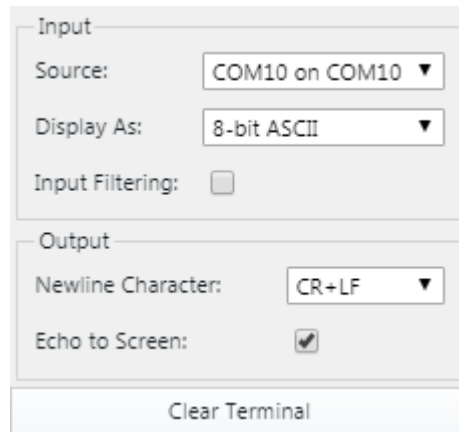 Input
Source: COM10 on COM10
Display As: 8-bit ASCII
Input Filtering:
Output
Newline Character: CR+LF
Echo to Screen:
Clear Terminal